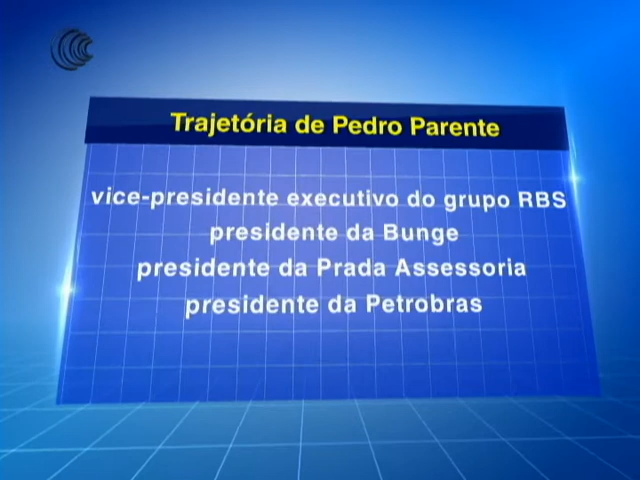 Trajetória de Pedro Parente
vice-presidente executivo do grupo RBS
presidente da Bunge
presidente da Prada Assessoria
presidente da Petrobras